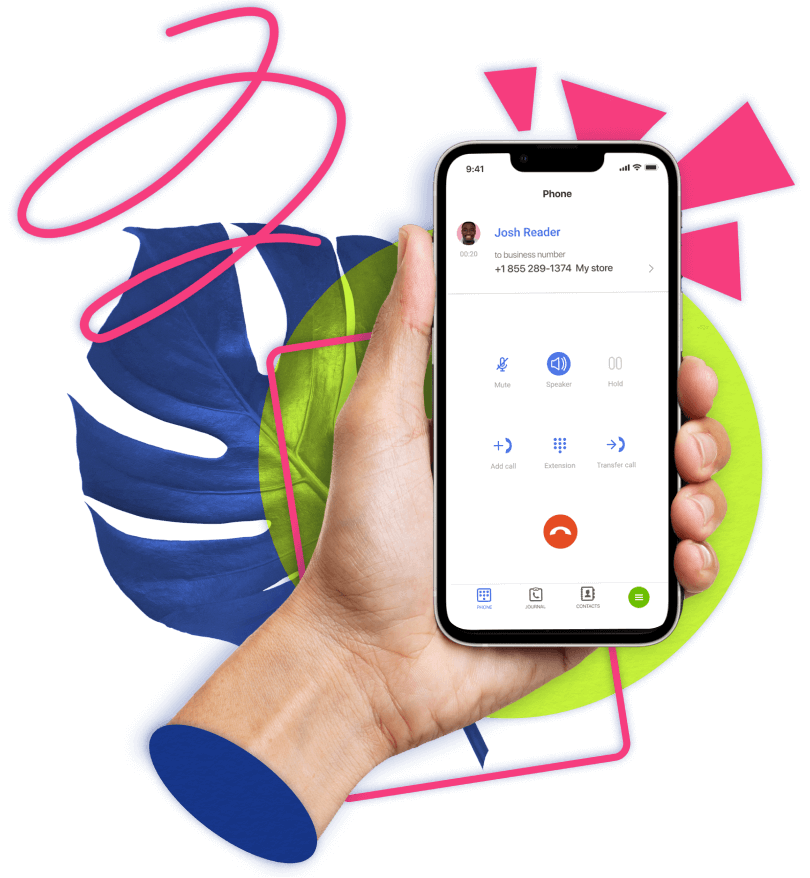 9:41
Phone
Josh Reader
00:20
to business number
+1 855 289-1374 My store
Mute
Speaker
Hold
Add call
Extension
Transfer call
PHONE
JOURNAL
CONTACTS